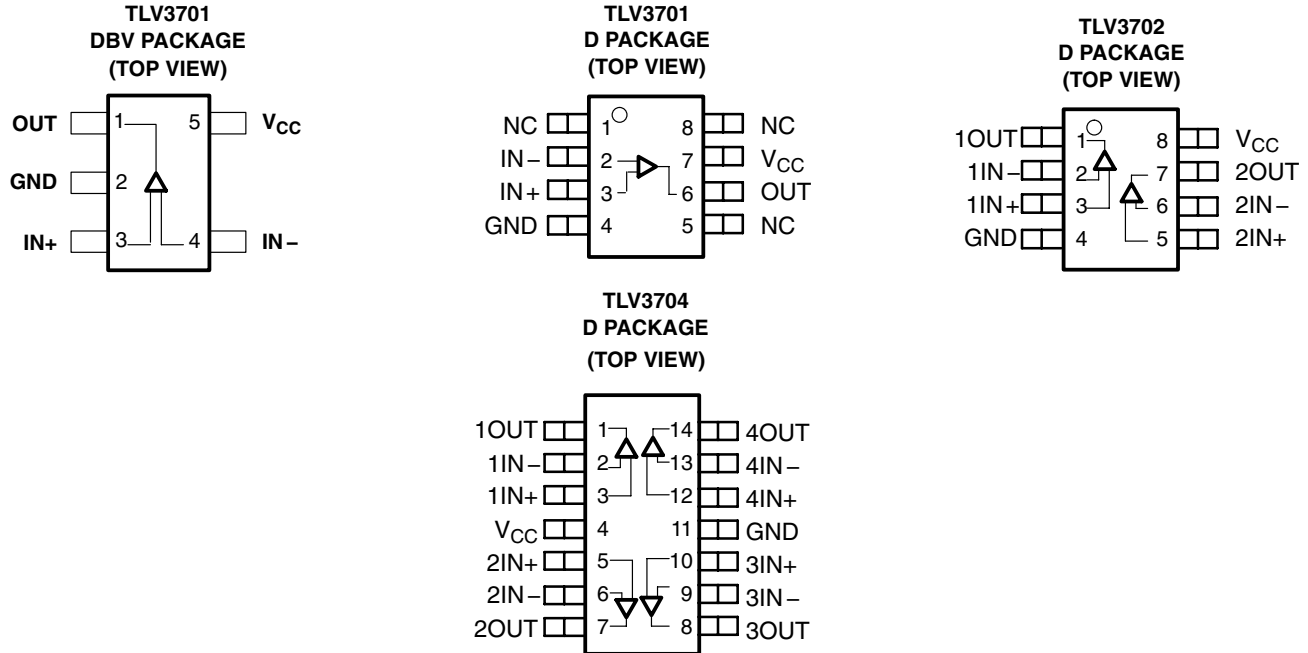 TLV3701
DBV PACKAGE
(TOP VIEW)
OUT 1 5 VCC
GND 2
IN+ 3 4 IN−
TLV3701
D PACKAGE
(TOP VIEW)
NC 1 8 NC
IN− 2 7 VCC
IN+ 3 6 OUT
GND 4 5 NC
TLV3702
D PACKAGE
(TOP VIEW)
1OUT 1 8 VCC
1IN− 2 7 2OUT
1IN+ 3 6 2IN−
GND 4 5 2IN+
TLV3704
D PACKAGE
(TOP VIEW)
1OUT 1 14 4OUT
1IN− 2 13 4IN−
1IN+ 3 12 4IN+
VCC 4 11 GND
2IN+ 5 10 3IN+
2IN− 6 9 3IN−
2OUT 7 8 3OUT